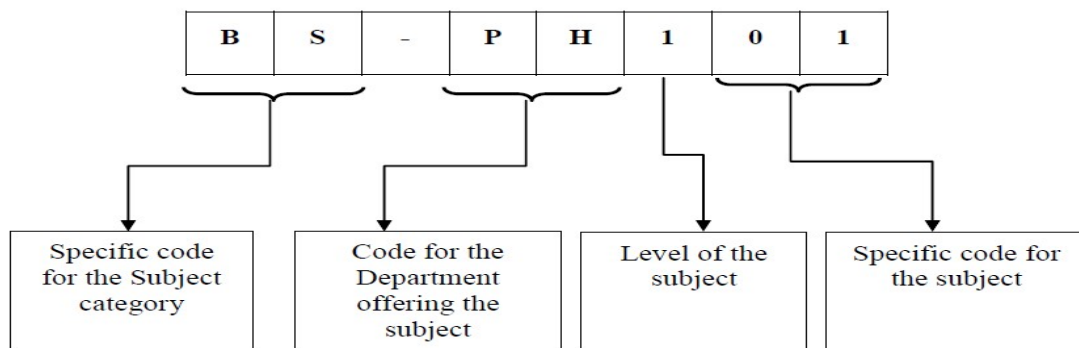 B S - P H 1 0 1
Specific code
for the Subject
category
Code for the
Department
offering the
subject
Level of the
subject
Specific code for
the subject